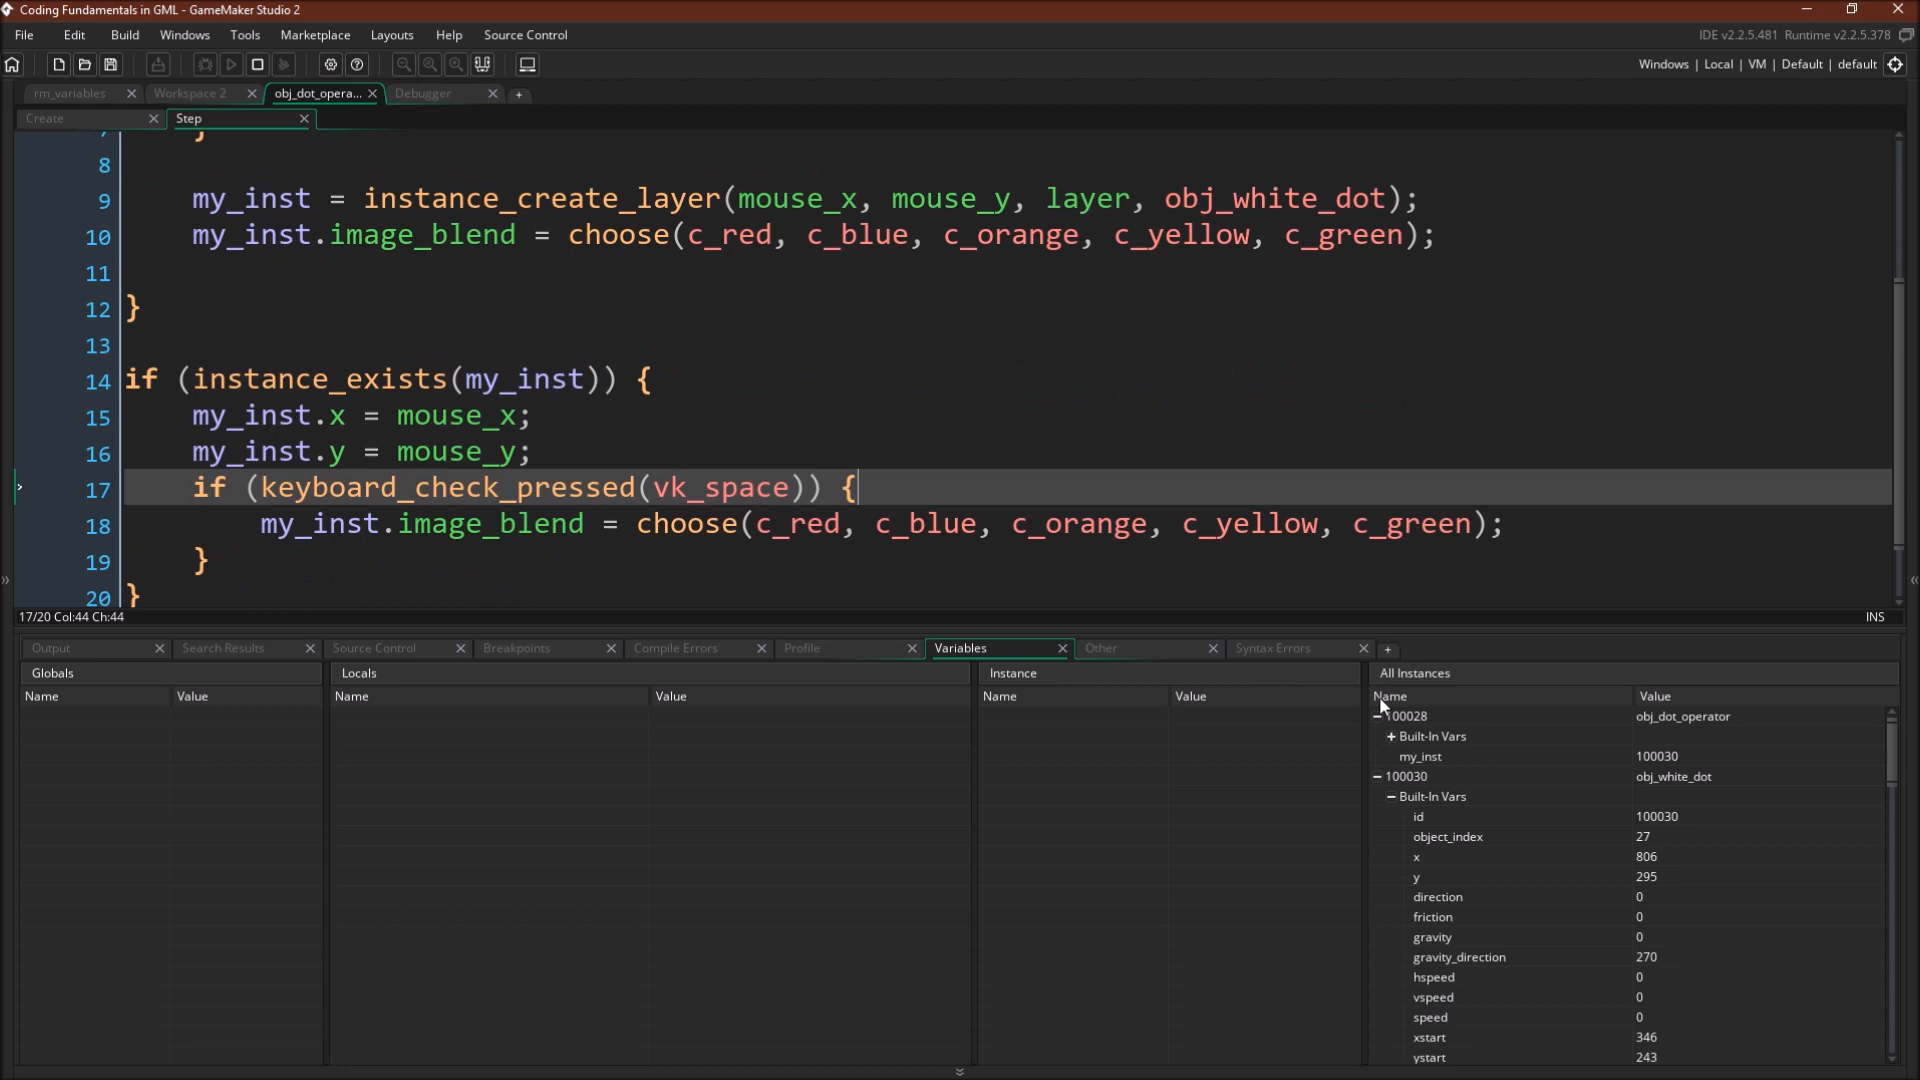 Coding Fundamentals in GML - GameMaker Studio 2
File Edit Build Windows Tools Marketplace Layouts Help Source Control
IDE v2.2.5.481 Runtime v2.2.5.378
Windows | Local | VM | Default | default
rm_variables Workspace 2 obj_dot_opera... Debugger
Create Step
7 }
8
9 my_inst = instance_create_layer(mouse_x, mouse_y, layer, obj_white_dot);
10 my_inst.image_blend = choose(c_red, c_blue, c_orange, c_yellow, c_green);
11
12 }
13
14 if (instance_exists(my_inst)) {
15 my_inst.x = mouse_x;
16 my_inst.y = mouse_y;
17 if (keyboard_check_pressed(vk_space)) {
18 my_inst.image_blend = choose(c_red, c_blue, c_orange, c_yellow, c_green);
19 }
20 }
17/20 Col:44 Ch:44 INS
Output Search Results Source Control Breakpoints Compile Errors Profile Variables Other Syntax Errors
Globals Locals Instance All Instances
Name Value Name Value Name Value Name Value
100028 obj_dot_operator
Built-In Vars
my_inst 100030
100030 obj_white_dot
Built-In Vars
id 100030
object_index 27
x 806
y 295
direction 0
friction 0
gravity 0
gravity_direction 270
hspeed 0
vspeed 0
speed 0
xstart 346
ystart 243